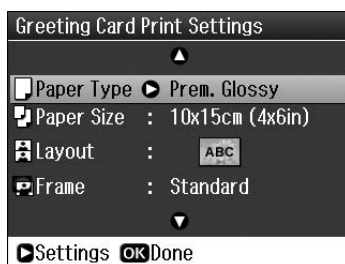 Greeting Card Print Settings
Paper Type Prem. Glossy
Paper Size : 10x15cm (4x6in)
Layout : ABC
Frame : Standard
Settings OK Done